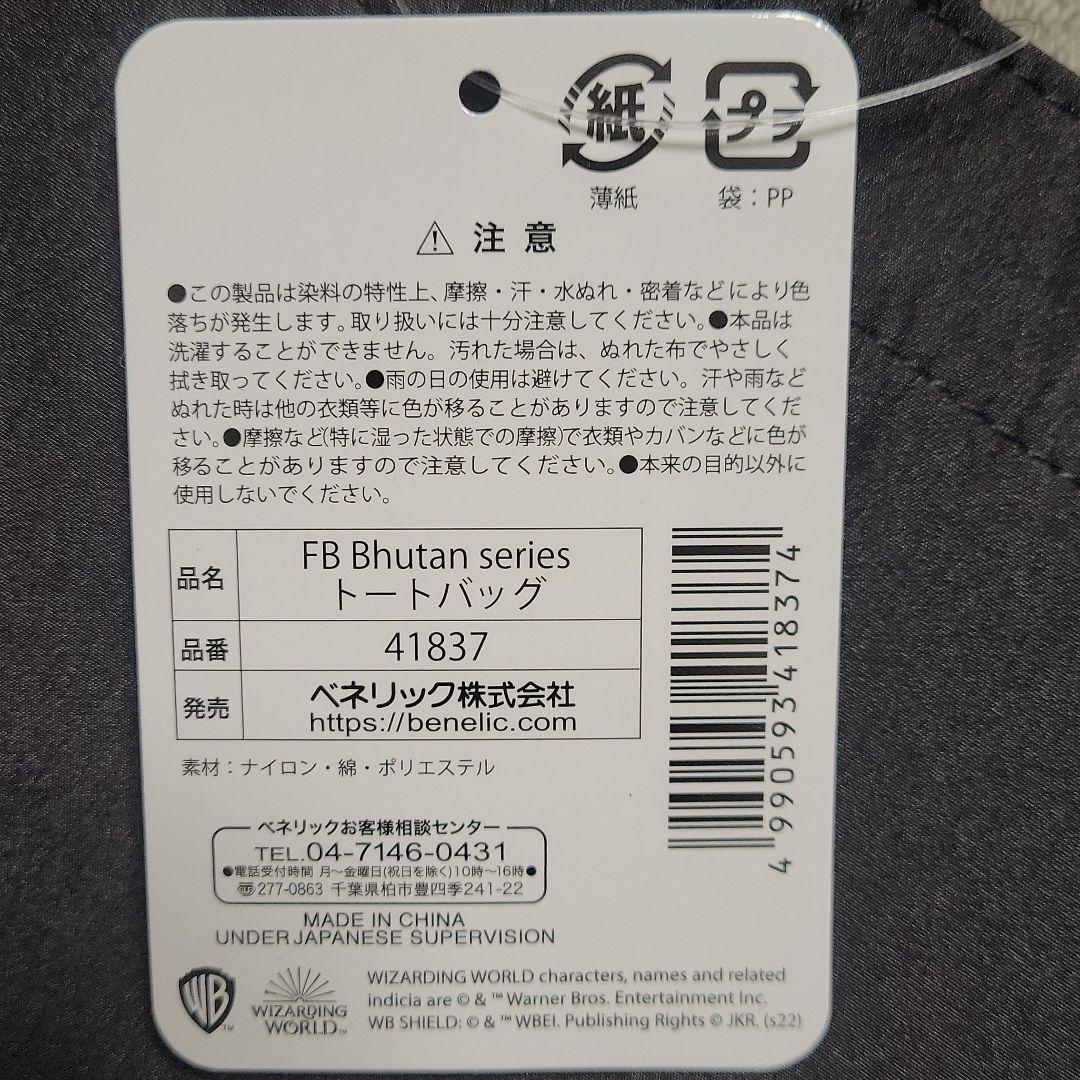 紙
プラ
薄紙
袋：PP
注意
●この製品は染料の特性上、摩擦・汗・水ぬれ・密着などにより色
落ちが発生します。取り扱いには十分注意してください。●本品は
洗濯することができません。汚れた場合は、ぬれた布でやさしく
拭き取ってください。●雨の日の使用は避けてください。汗や雨など
ぬれた時は他の衣類等に色が移ることがありますので注意してくだ
さい。●摩擦など(特に湿った状態での摩擦)で衣類やカバンなどに色が
移ることがありますので注意してください。●本来の目的以外に
使用しないでください。
品名
FB Bhutan series
トートバッグ
品番
41837
発売
ベネリック株式会社
https://benelic.com
4 990593 418374
素材：ナイロン・綿・ポリエステル
ベネリックお客様相談センター
TEL.04-7146-0431
●電話受付時間 月～金曜日(祝日を除く)10時～16時●
〒277-0863 千葉県柏市豊四季241-22
MADE IN CHINA
UNDER JAPANESE SUPERVISION
WB™
WIZARDING
WORLD™
WIZARDING WORLD characters, names and related
indicia are © & ™ Warner Bros. Entertainment Inc.
WB SHIELD: © & ™ WBEI. Publishing Rights © JKR. (s22)